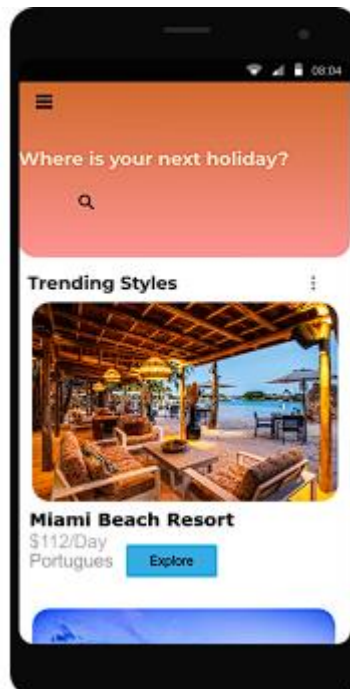 08:04
Where is your next holiday?
Trending Styles
Miami Beach Resort
$112/Day
Portugues
Explore